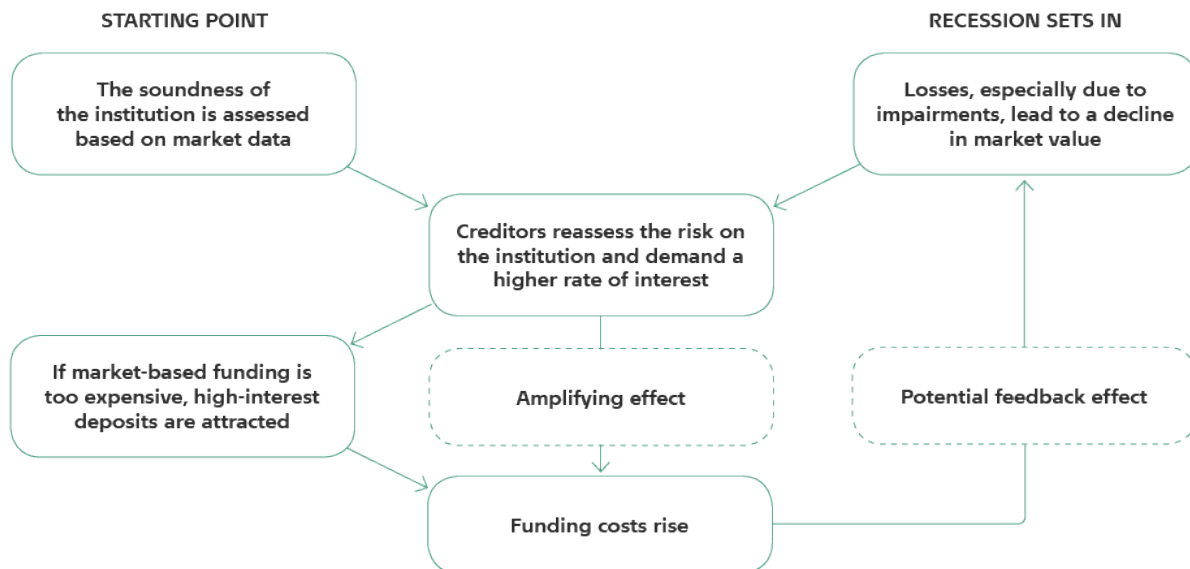 STARTING POINT
RECESSION SETS IN
The soundness of
the institution is assessed
based on market data
Losses, especially due to
impairments, lead to a decline
in market value
Creditors reassess the risk on
the institution and demand a
higher rate of interest
If market-based funding is
too expensive, high-interest
deposits are attracted
Amplifying effect
Potential feedback effect
Funding costs rise